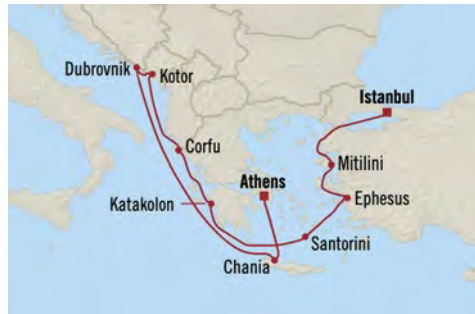 Dubrovnik
Kotor
Istanbul
Corfu
Mitilini
Athens
Katakolon
Ephesus
Santorini
Chania